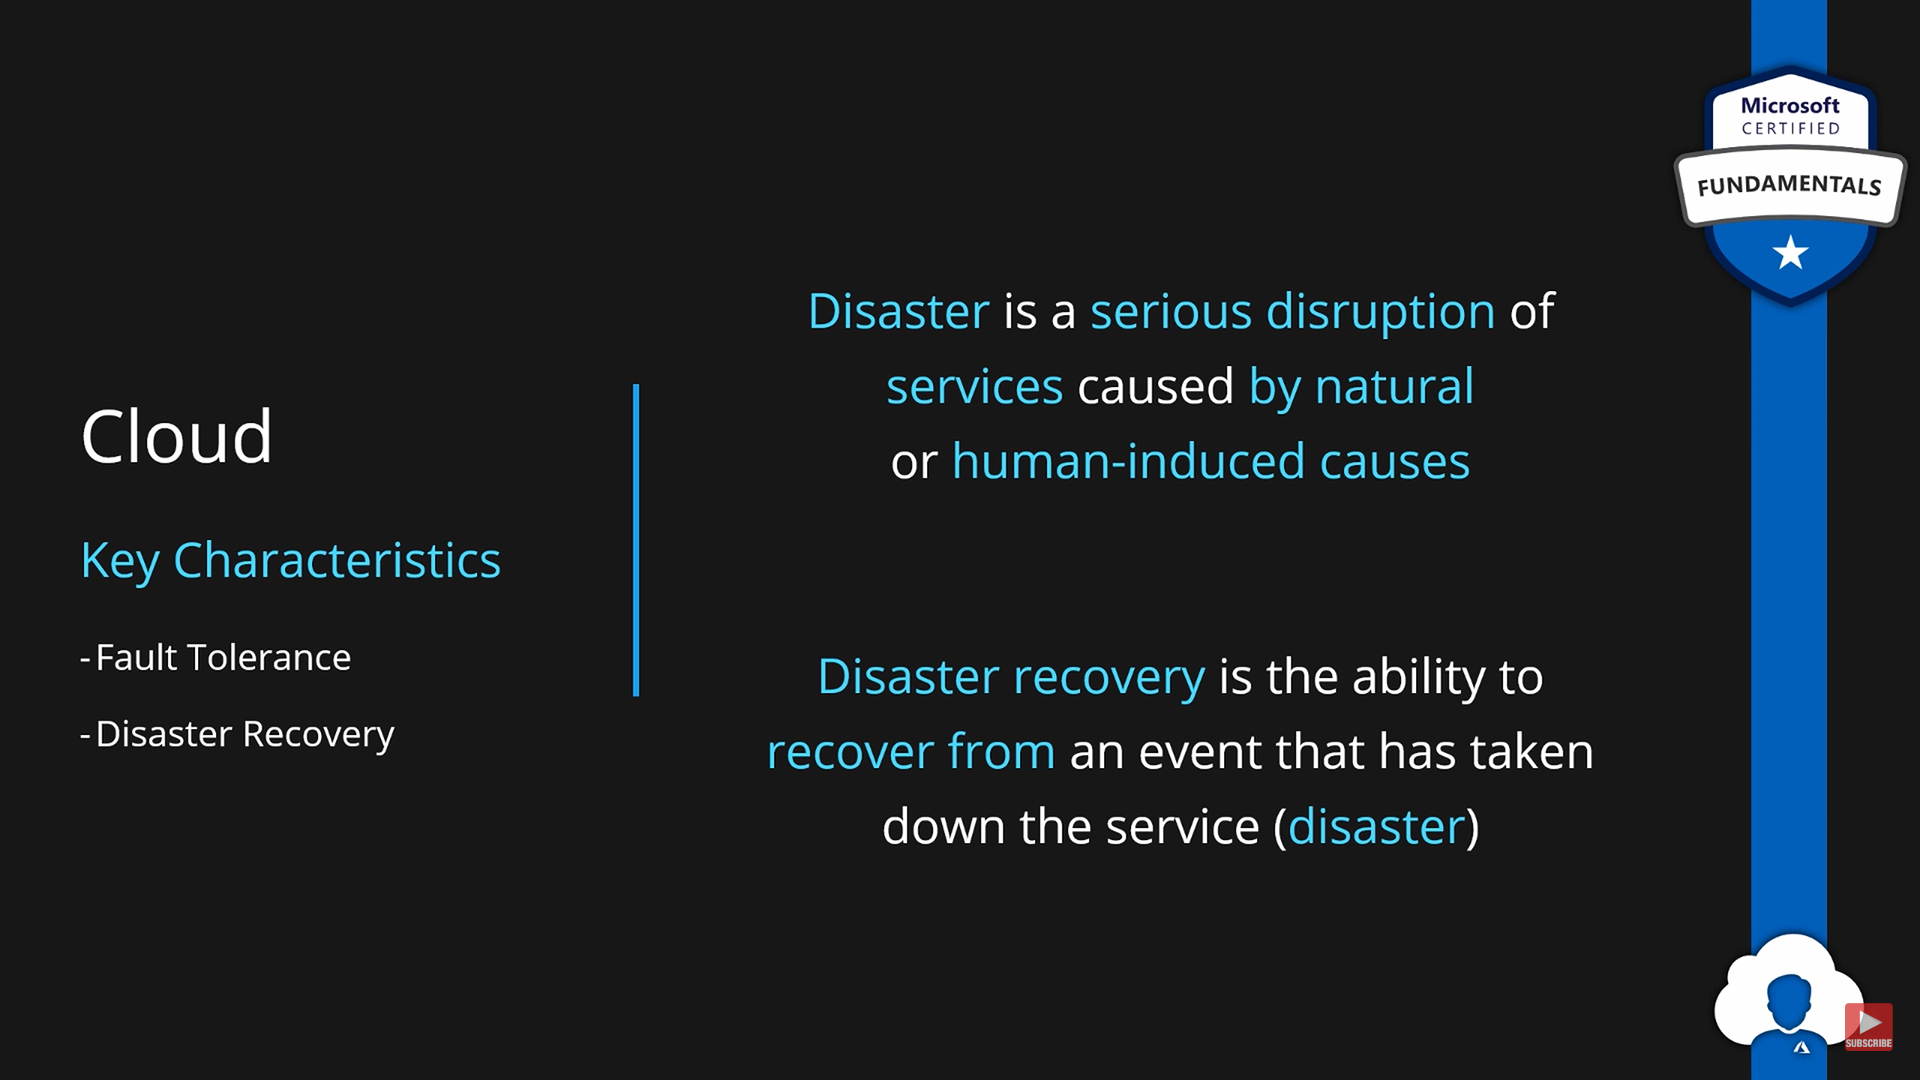 Cloud
Key Characteristics
- Fault Tolerance
- Disaster Recovery
Disaster is a serious disruption of
services caused by natural
or human-induced causes
Disaster recovery is the ability to
recover from an event that has taken
down the service (disaster)
Microsoft
CERTIFIED
FUNDAMENTALS
SUBSCRIBE